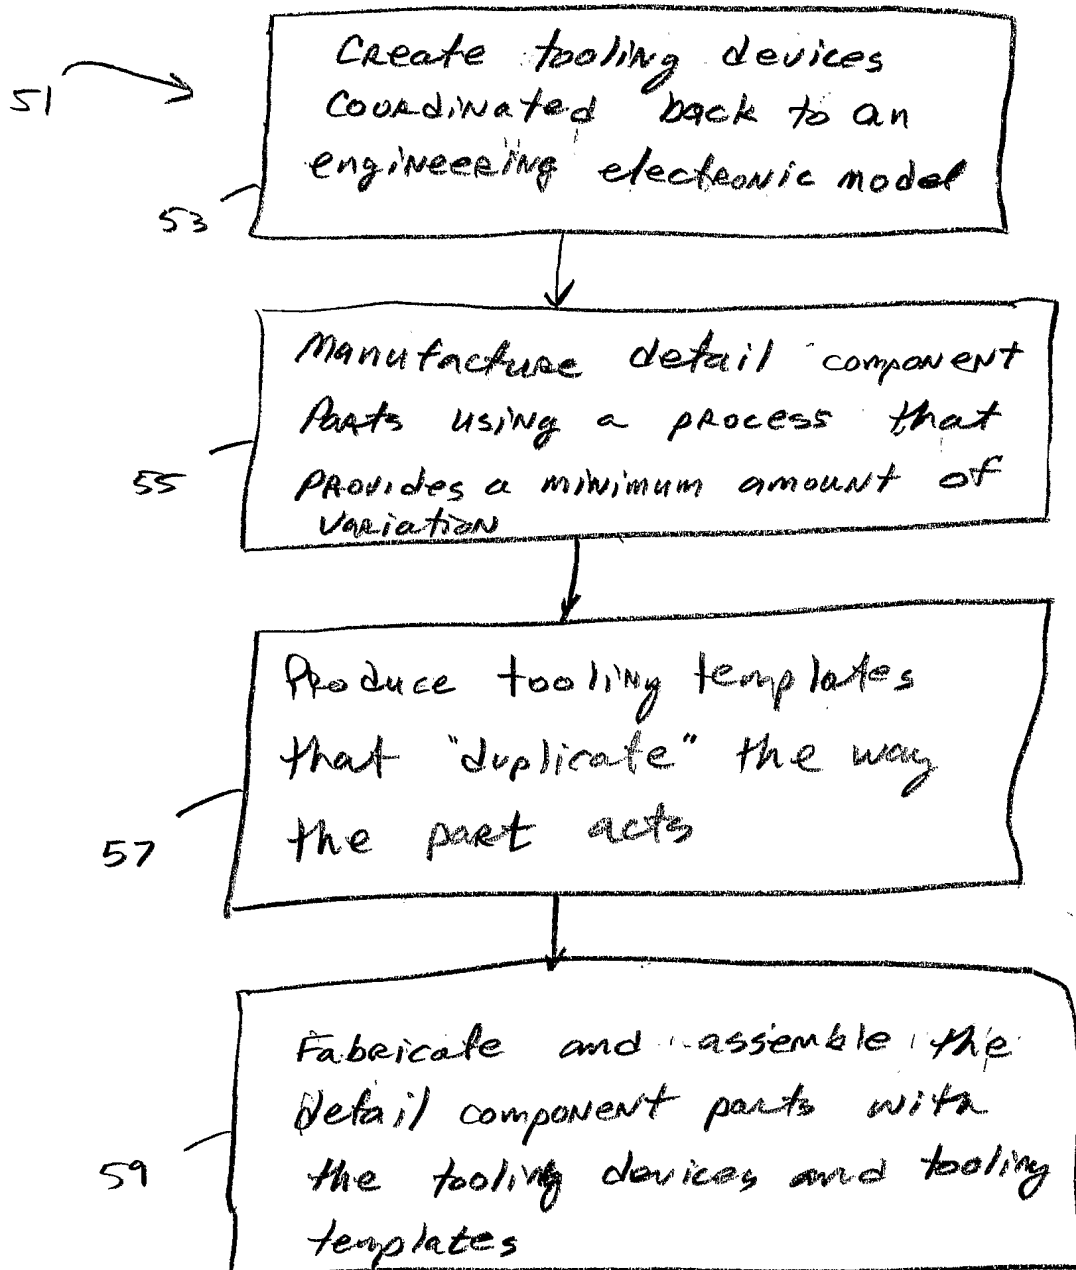 Create tooling devices
51
coordinated back to an
engineering electronic model
53
Manufacture detail component
Parts using a process that
55
provides a minimum amount of
variation
Produce tooling templates
that "duplicate" the way
57
the part acts
Fabricate and assemble the
detail component parts with
59
the tooling devices and tooling
templates